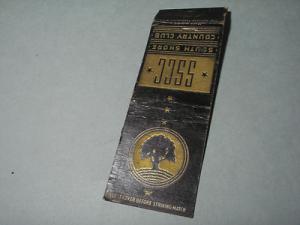 SOUTH SHORE
COUNTRY CLUB
SSCC
COVER BEFORE STRIKING MATCH